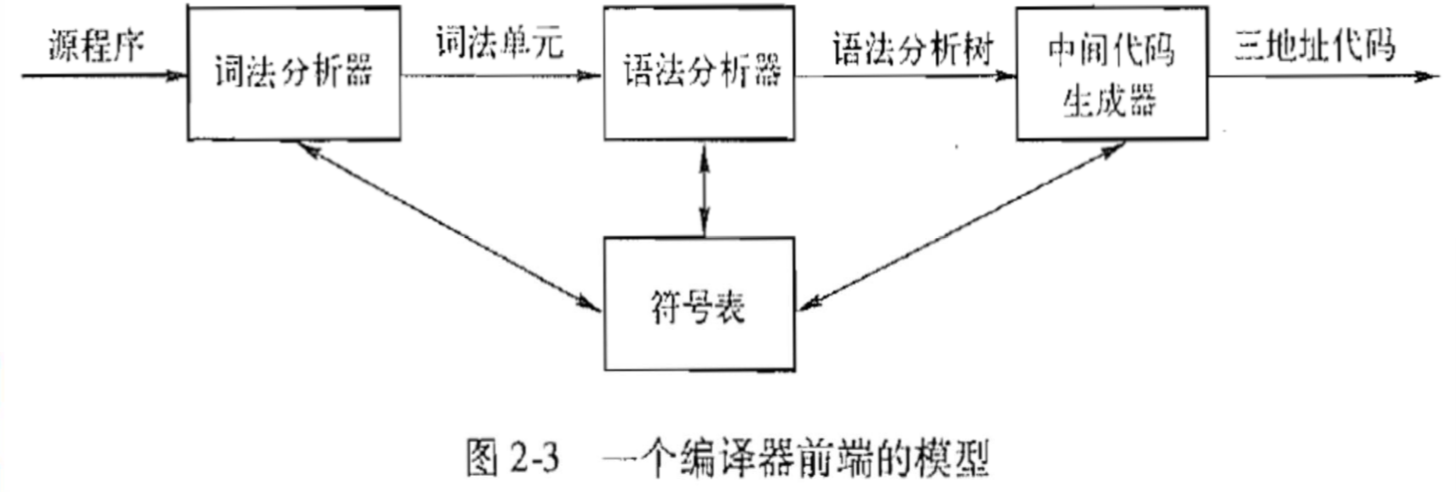 源程序
词法分析器
词法单元
语法分析器
语法分析树
中间代码
生成器
三地址代码
符号表
图 2-3 一个编译器前端的模型